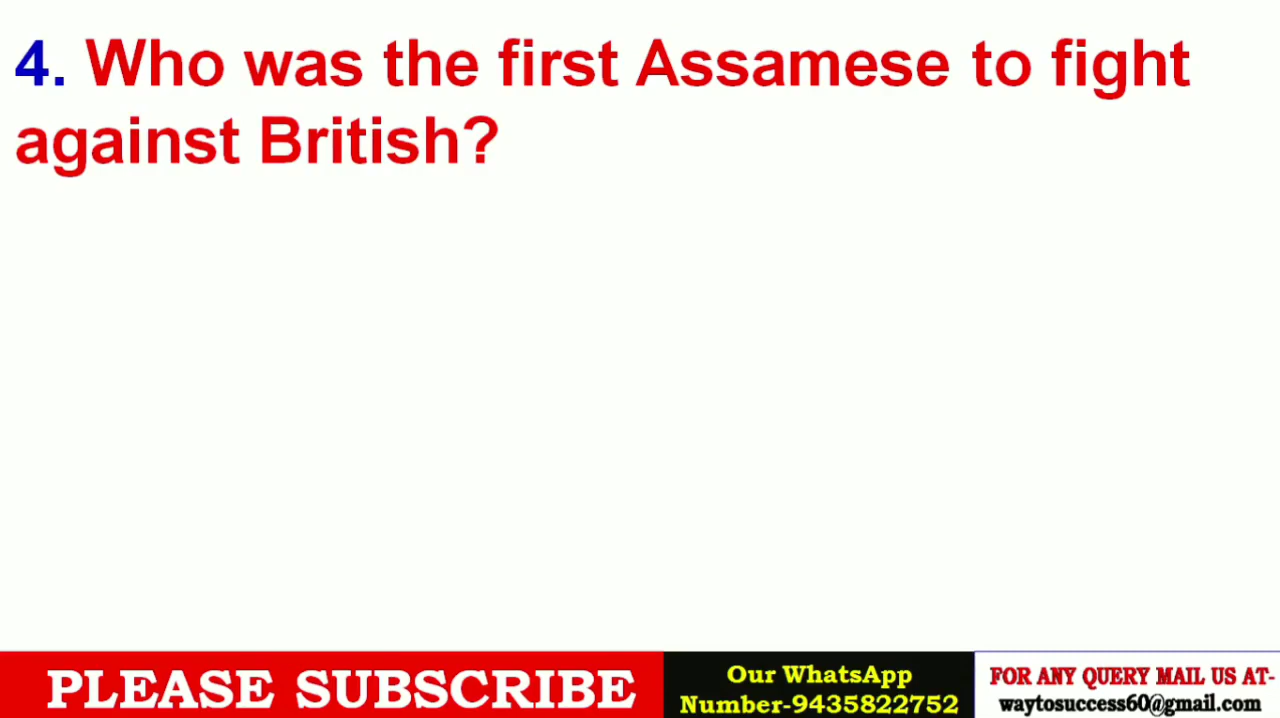 4. Who was the first Assamese to fight
against British?
PLEASE SUBSCRIBE
Our WhatsApp
Number-9435822752
FOR ANY QUERY MAIL US AT-
waytosuccess60@gmail.com